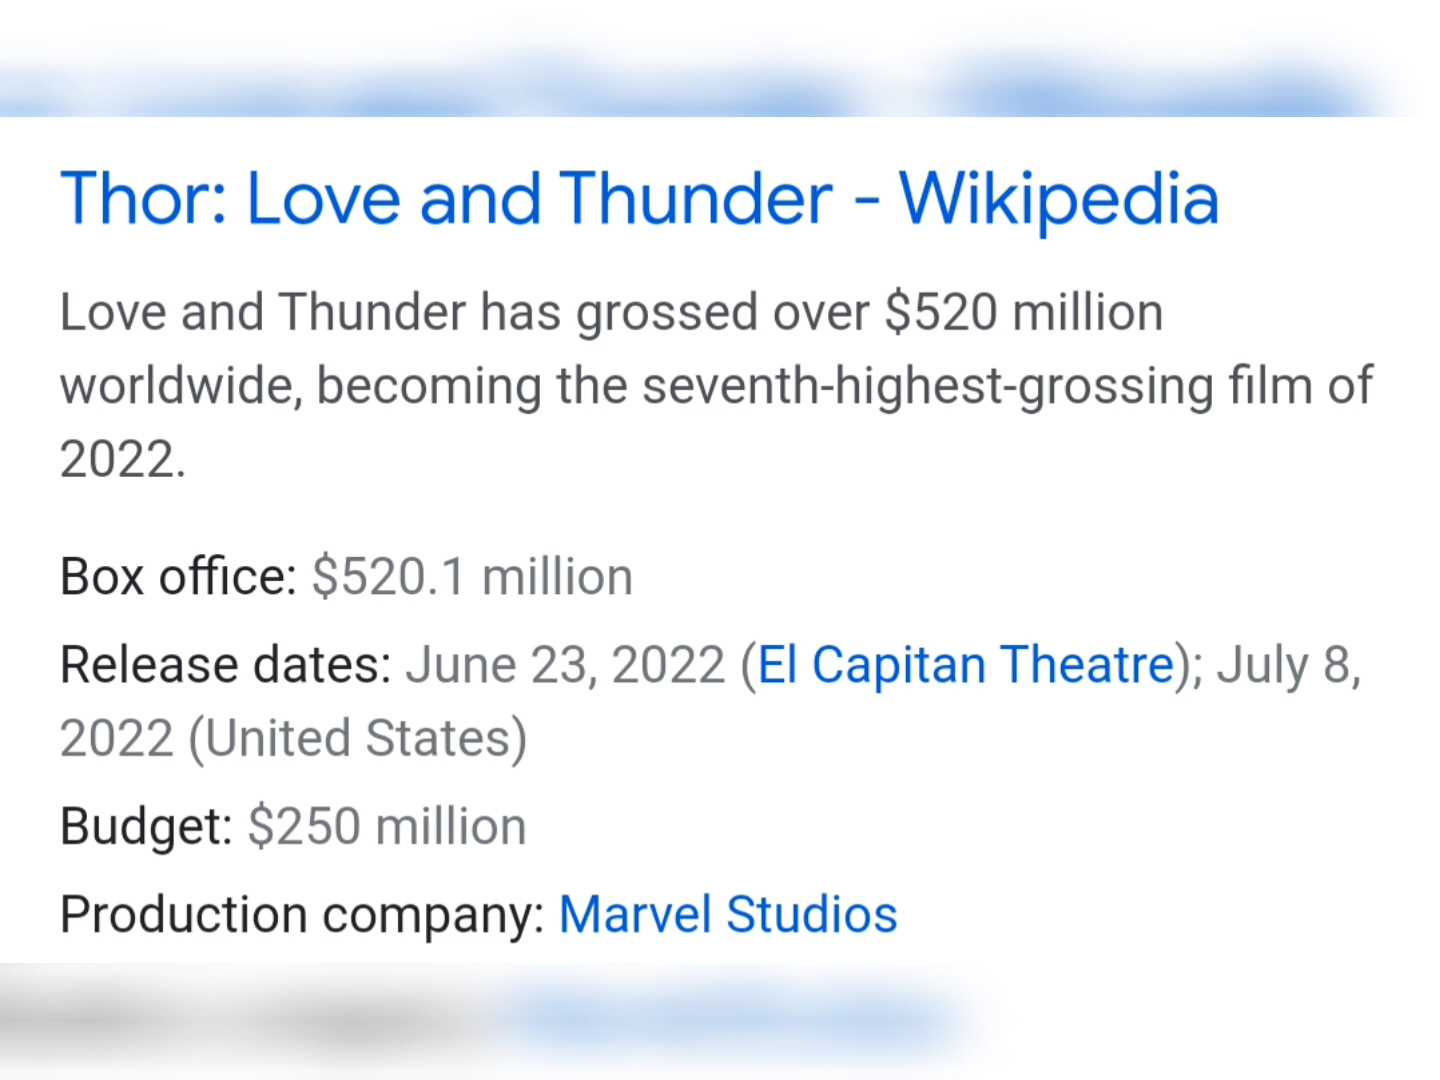 Thor: Love and Thunder - Wikipedia
Love and Thunder has grossed over $520 million
worldwide, becoming the seventh-highest-grossing film of
2022.
Box office: $520.1 million
Release dates: June 23, 2022 (El Capitan Theatre); July 8,
2022 (United States)
Budget: $250 million
Production company: Marvel Studios